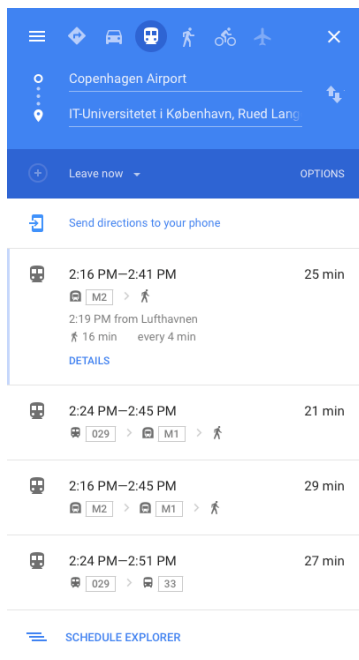 Copenhagen Airport
IT-Universitetet i København, Rued Lang
Leave now OPTIONS
Send directions to your phone
2:16 PM—2:41 PM 25 min
M2
2:19 PM from Lufthavnen
16 min every 4 min
DETAILS
2:24 PM—2:45 PM 21 min
029 M1
2:16 PM—2:45 PM 29 min
M2 M1
2:24 PM—2:51 PM 27 min
029 33
SCHEDULE EXPLORER